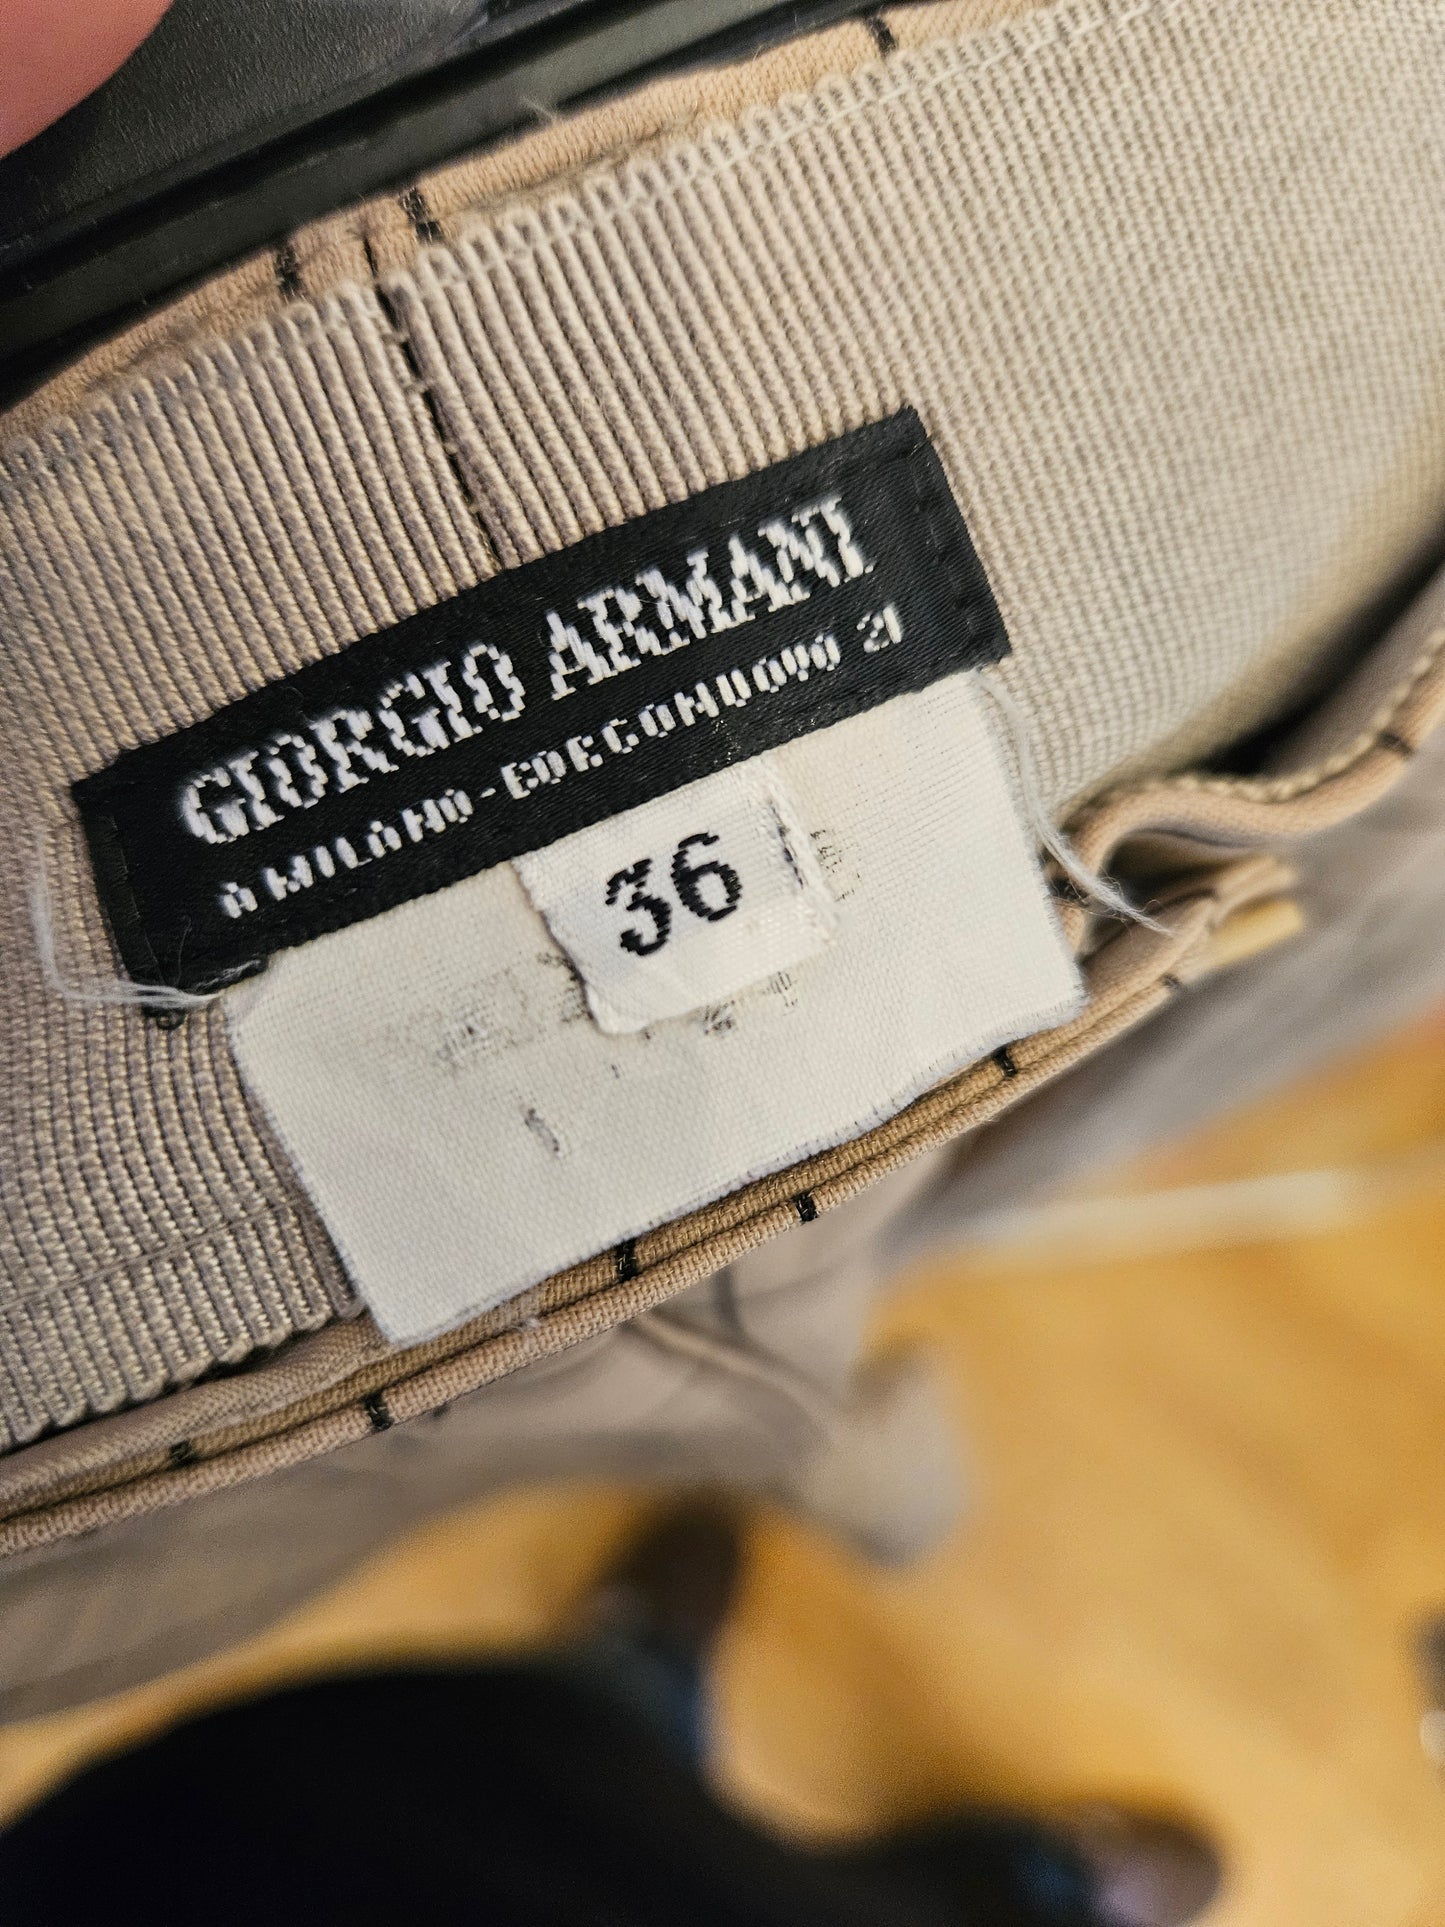 GIORGIO ARMANI
A MILANO - BORGONUOVO 21
36